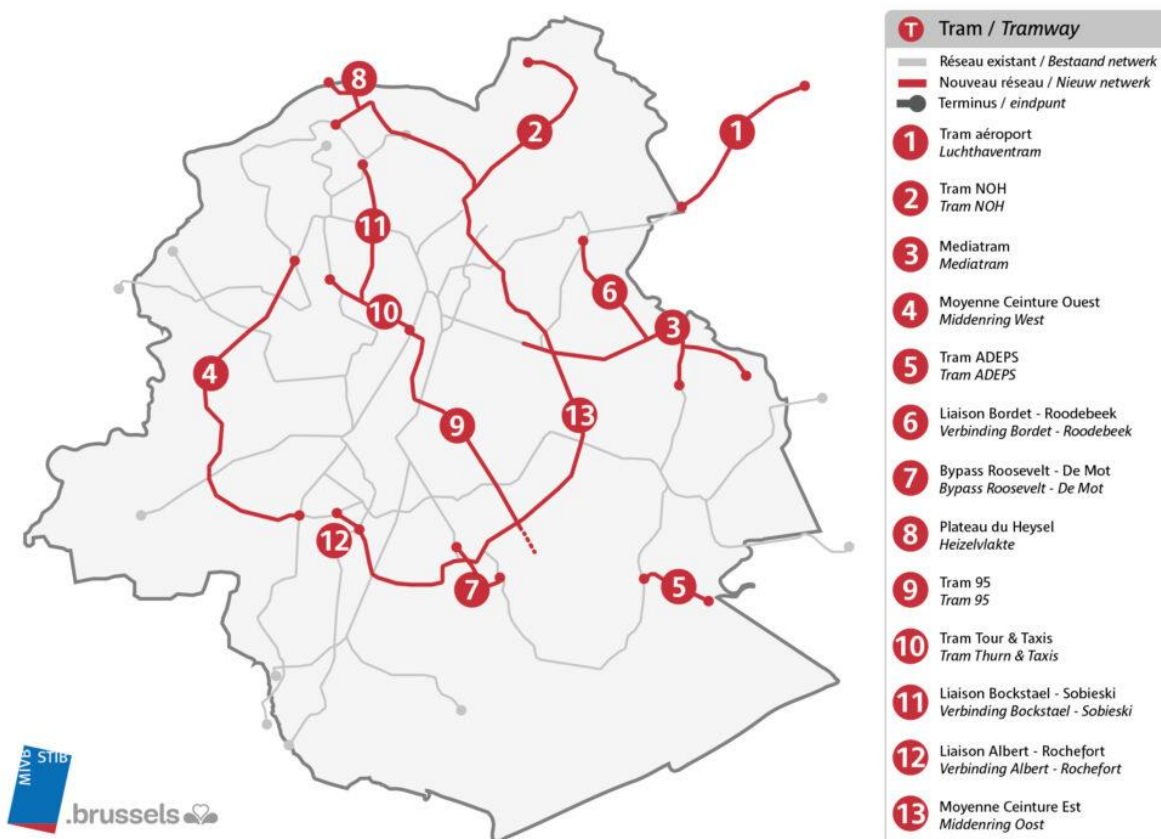 T Tram / Tramway
Réseau existant / Bestaand netwerk
Nouveau réseau / Nieuw netwerk
Terminus / eindpunt
1 Tram aéroport
Luchthaventram
2 Tram NOH
Tram NOH
3 Mediatram
Mediatram
4 Moyenne Ceinture Ouest
Middenring West
5 Tram ADEPS
Tram ADEPS
6 Liaison Bordet - Roodebeek
Verbinding Bordet - Roodebeek
7 Bypass Roosevelt - De Mot
Bypass Roosevelt - De Mot
8 Plateau du Heysel
Heizelvlakte
9 Tram 95
Tram 95
10 Tram Tour & Taxis
Tram Thurn & Taxis
11 Liaison Bockstael - Sobieski
Verbinding Bockstael - Sobieski
12 Liaison Albert - Rochefort
Verbinding Albert - Rochefort
13 Moyenne Ceinture Est
Middenring Oost
8
2
1
11
6
10
3
4
13
9
12
7
5
MIVB STIB
.brussels